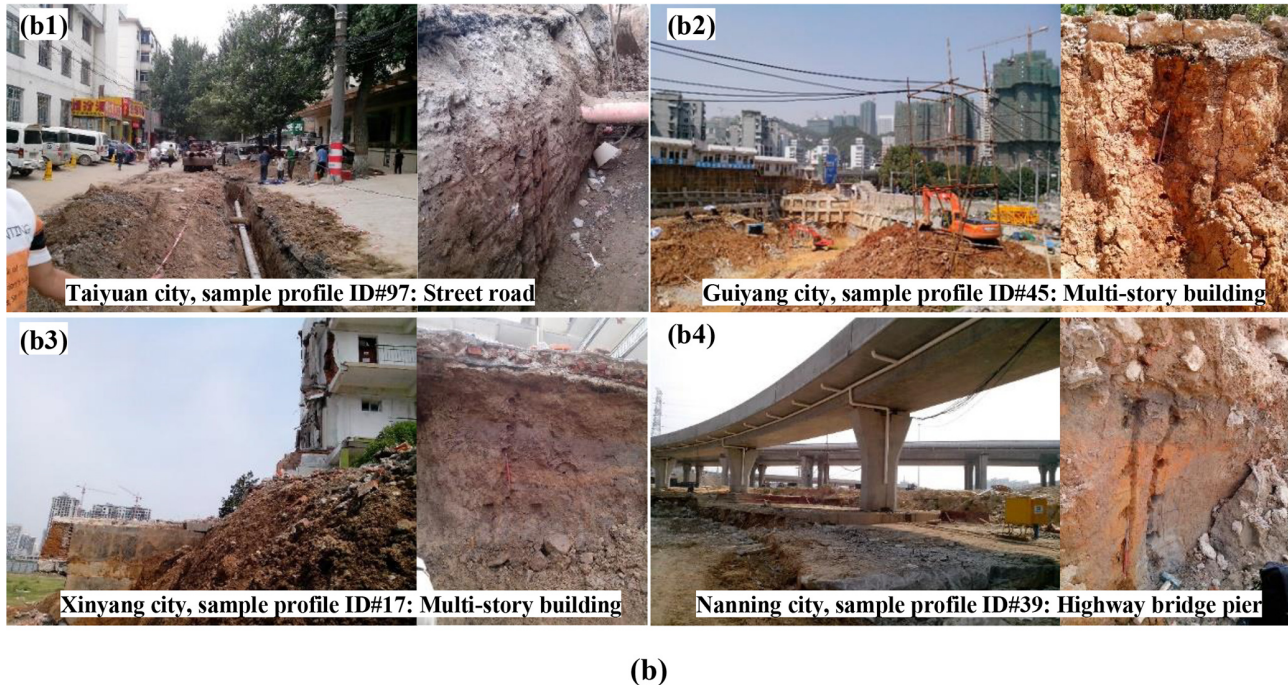 (b1)
Taiyuan city, sample profile ID#97: Street road
(b2)
Guiyang city, sample profile ID#45: Multi-story building
(b3)
Xinyang city, sample profile ID#17: Multi-story building
(b4)
Nanning city, sample profile ID#39: Highway bridge pier
(b)